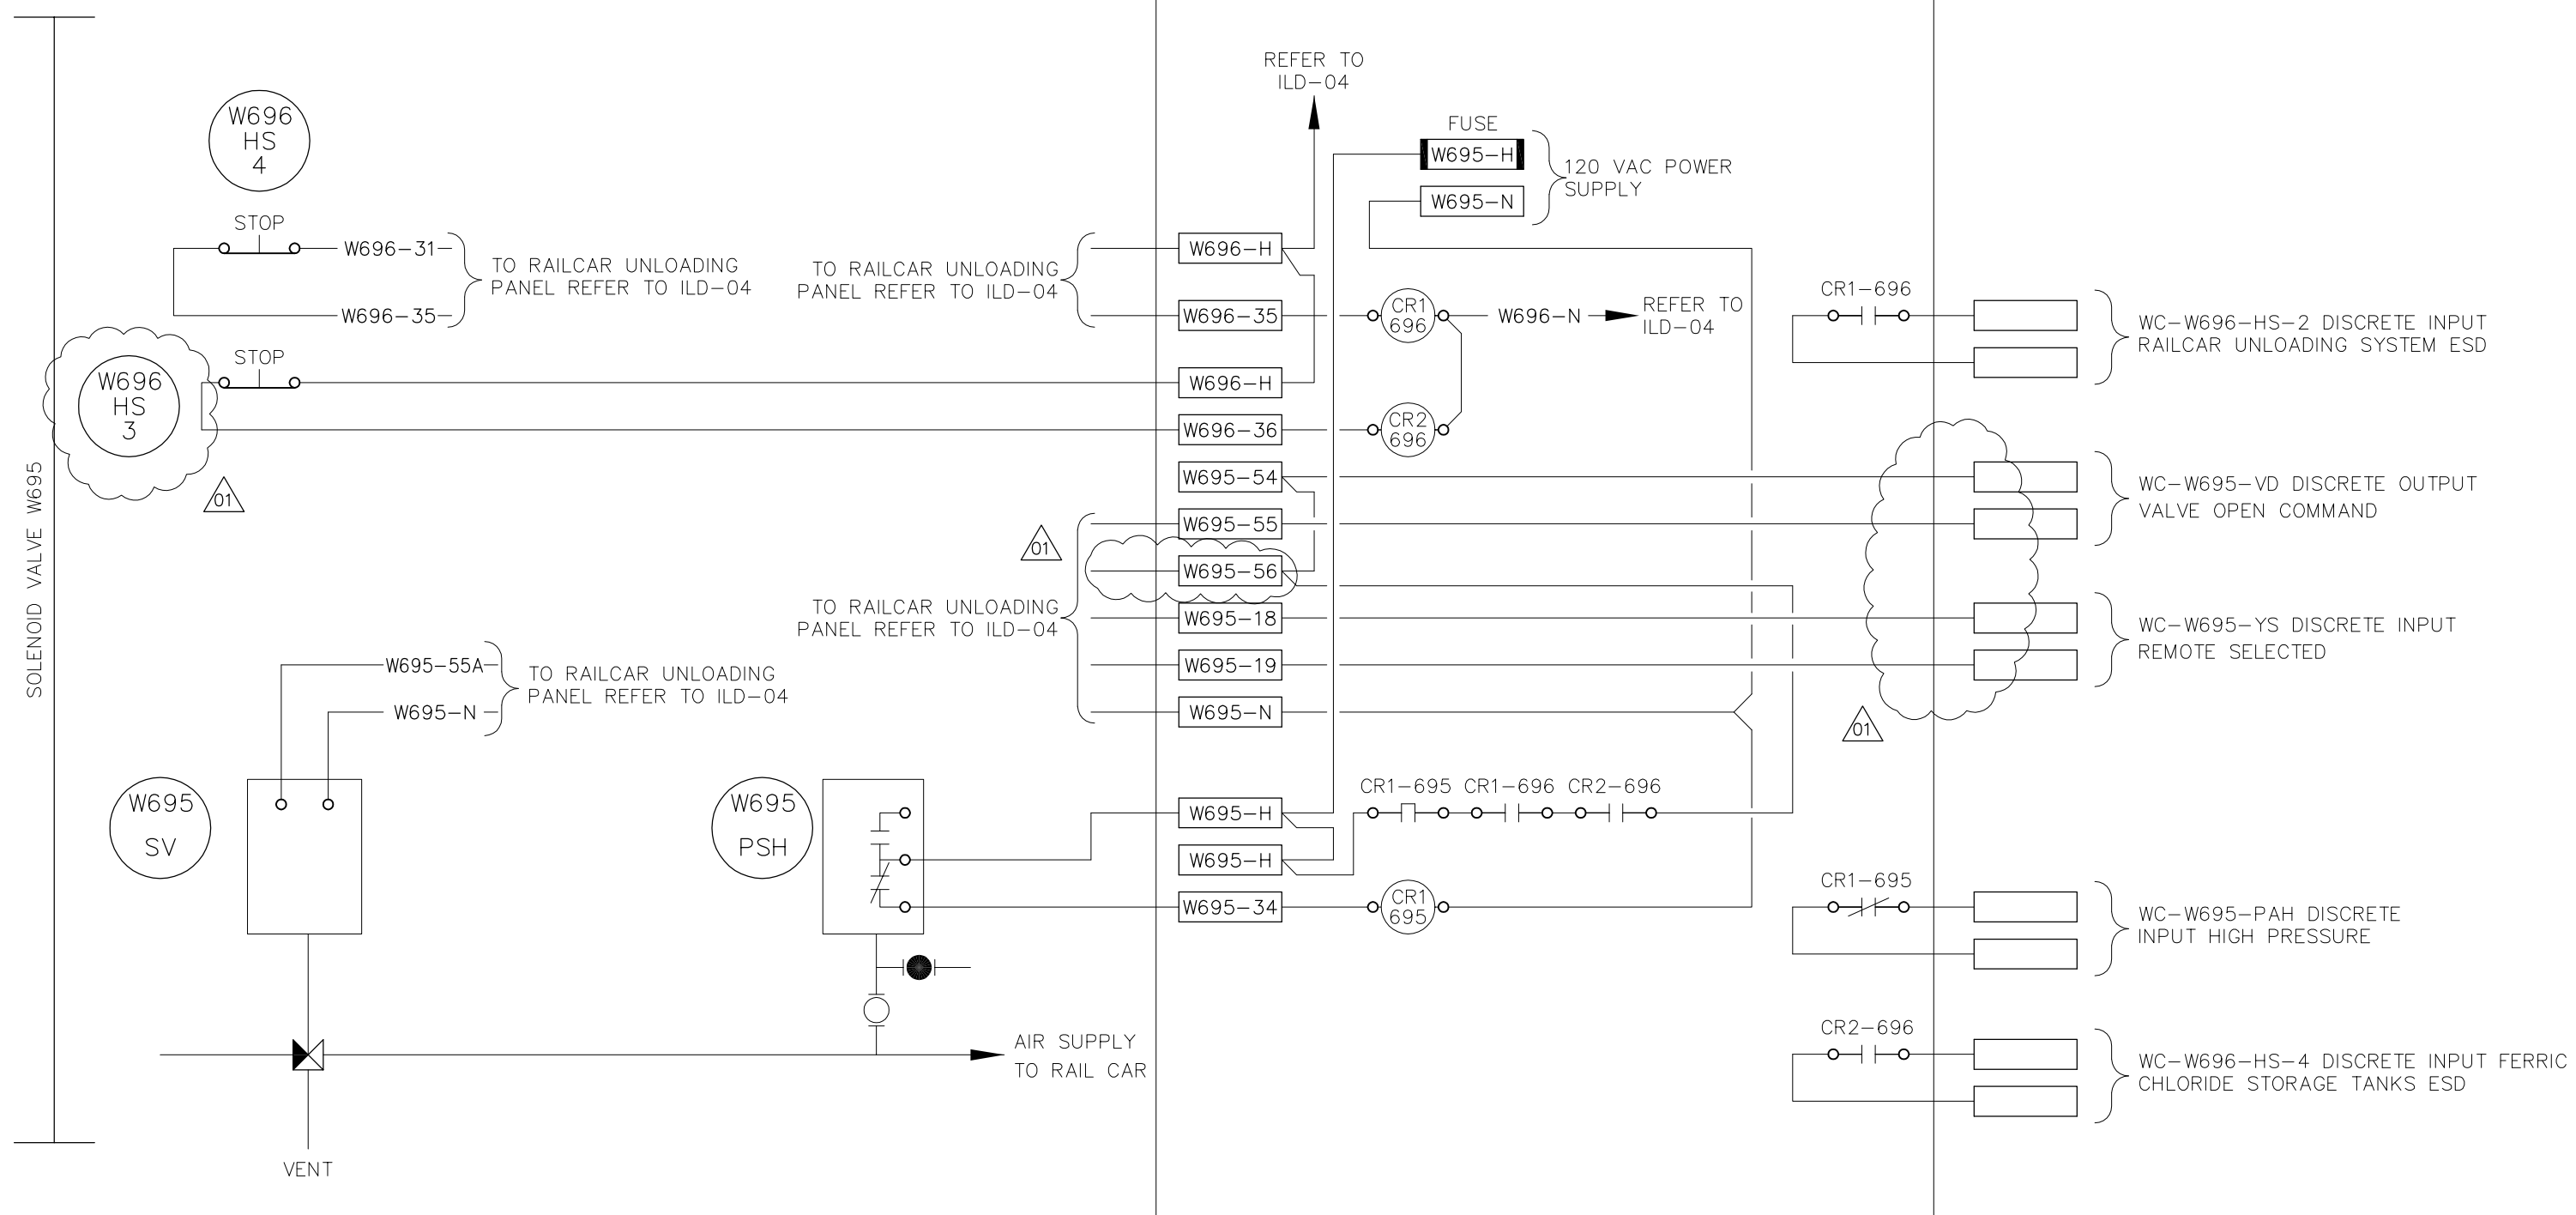 SOLENOID VALVE W695
W696
HS
4
STOP
W696-31
W696-35
TO RAILCAR UNLOADING
PANEL REFER TO ILD-04
W696
HS
3
STOP
01
W695-55A
W695-N
TO RAILCAR UNLOADING
PANEL REFER TO ILD-04
W695
SV
W695
PSH
AIR SUPPLY
TO RAIL CAR
VENT
TO RAILCAR UNLOADING
PANEL REFER TO ILD-04
01
TO RAILCAR UNLOADING
PANEL REFER TO ILD-04
REFER TO
ILD-04
FUSE
W695-H
W695-N
120 VAC POWER
SUPPLY
W696-H
W696-35
W696-H
W696-36
W695-54
W695-55
W695-56
W695-18
W695-19
W695-N
W695-H
W695-H
W695-34
CR1
696
W696-N
REFER TO
ILD-04
CR2
696
CR1-695
CR1-696
CR2-696
CR1
695
CR1-696
WC-W696-HS-2 DISCRETE INPUT
RAILCAR UNLOADING SYSTEM ESD
WC-W695-VD DISCRETE OUTPUT
VALVE OPEN COMMAND
WC-W695-YS DISCRETE INPUT
REMOTE SELECTED
01
CR1-695
WC-W695-PAH DISCRETE
INPUT HIGH PRESSURE
CR2-696
WC-W696-HS-4 DISCRETE INPUT FERRIC
CHLORIDE STORAGE TANKS ESD